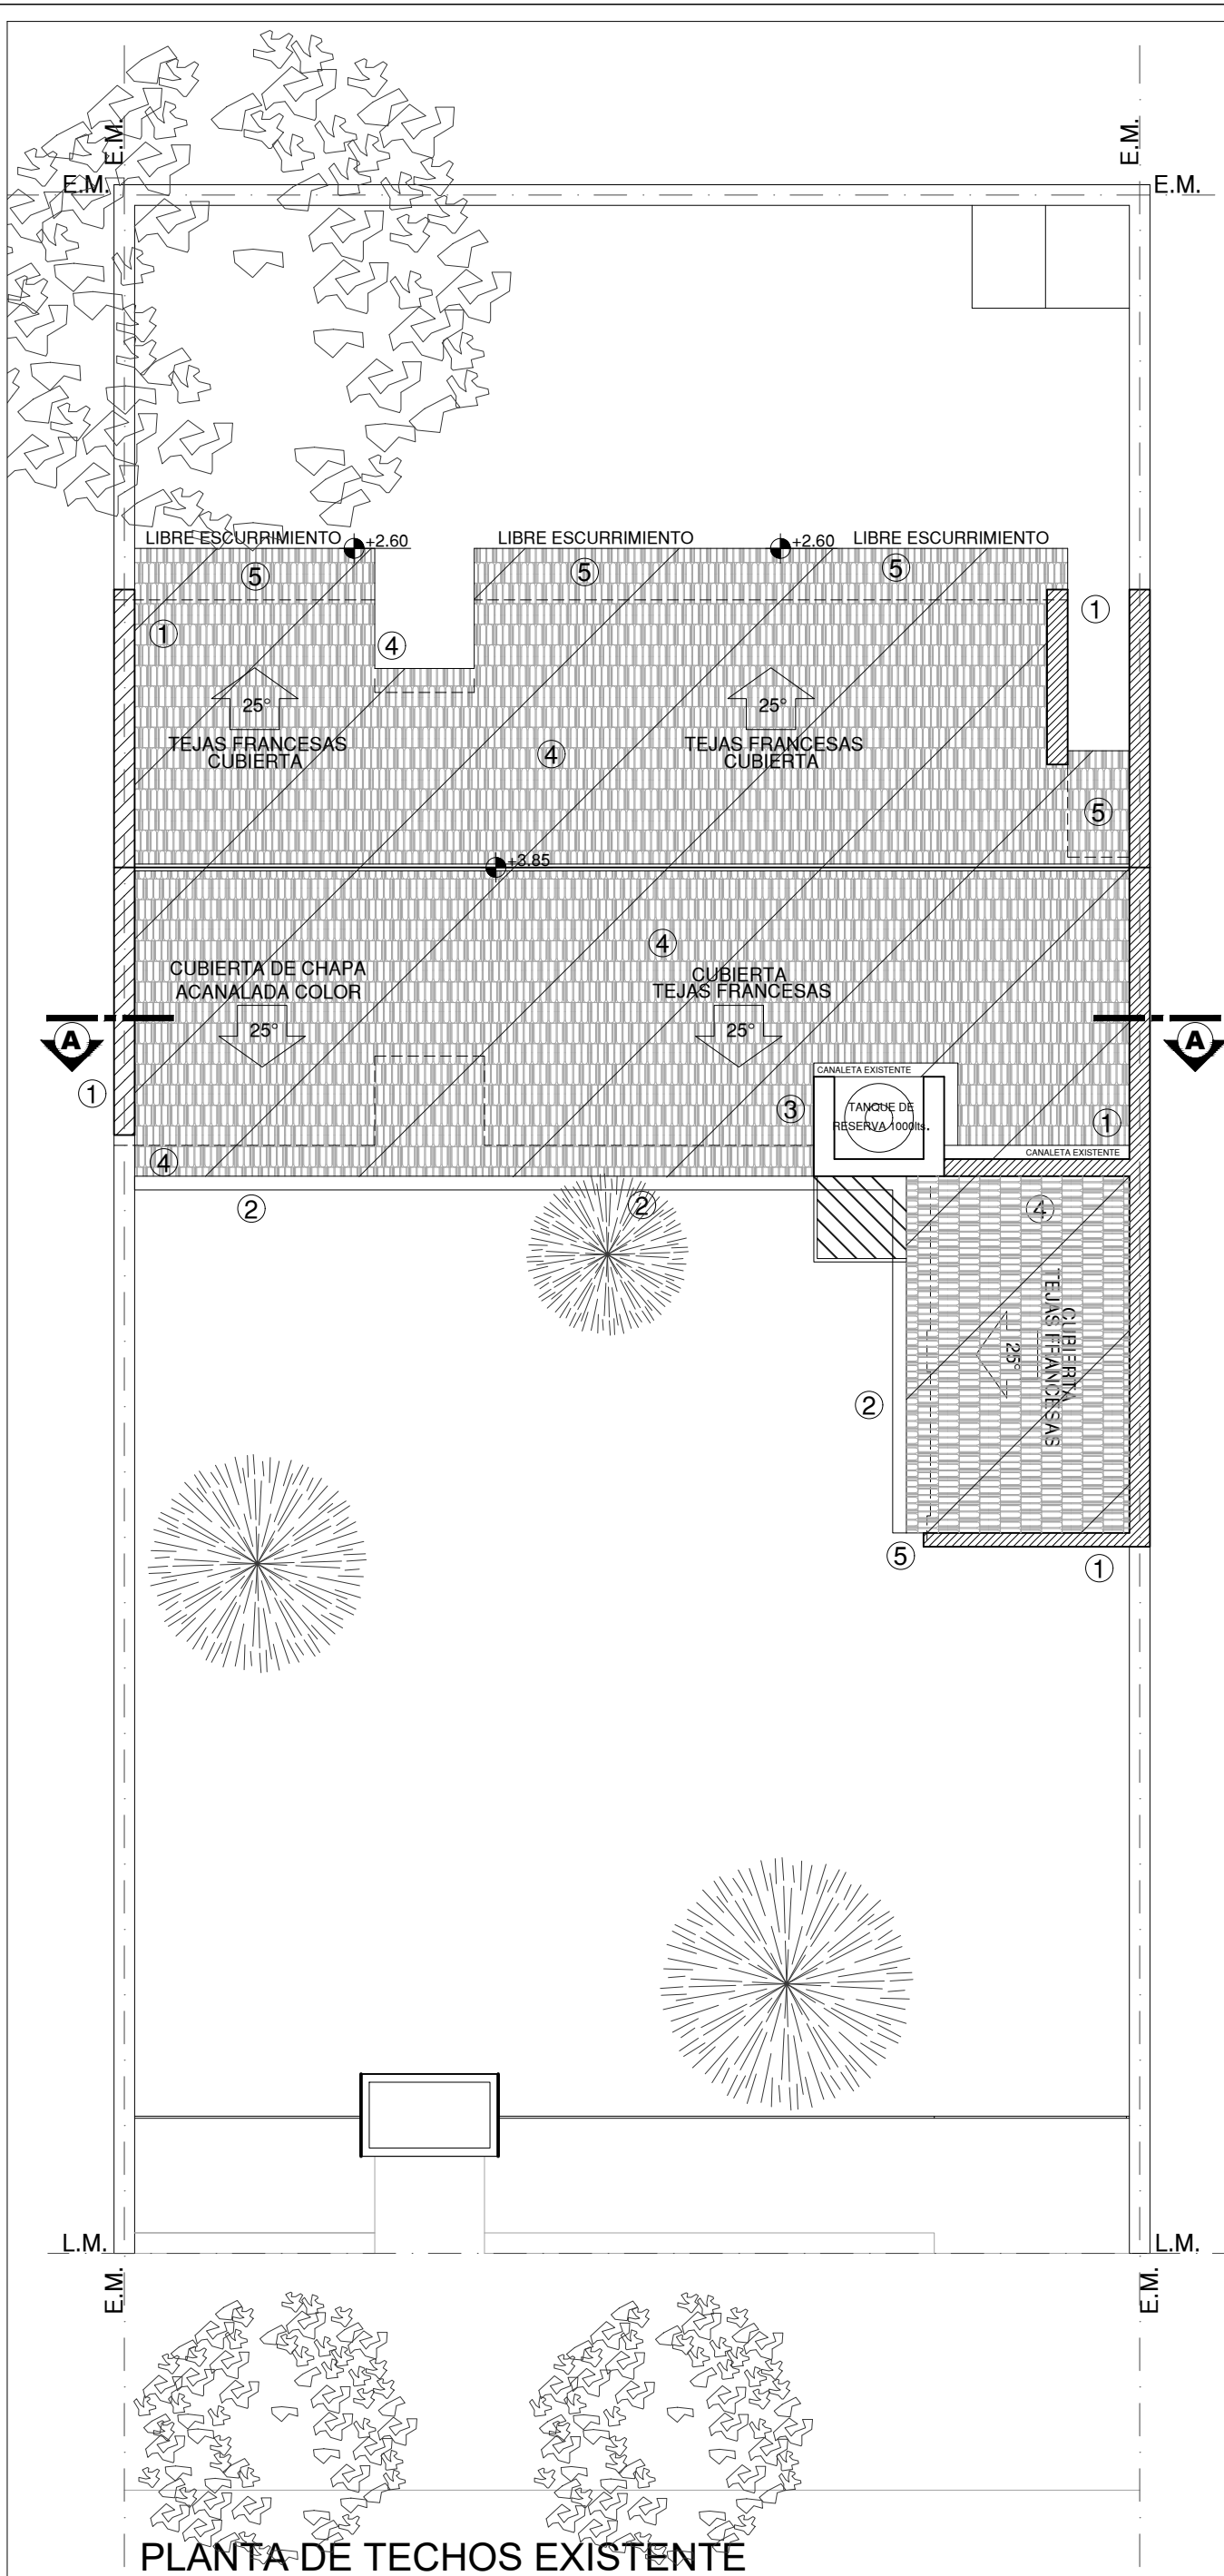 E.M.
E.M.
E.M.
E.M.
LIBRE ESCURRIMIENTO
+2.60
LIBRE ESCURRIMIENTO
+2.60
LIBRE ESCURRIMIENTO
5
5
5
1
1
4
25°
TEJAS FRANCESAS
CUBIERTA
25°
TEJAS FRANCESAS
CUBIERTA
4
5
+3.85
4
CUBIERTA DE CHAPA
ACANALADA COLOR
25°
CUBIERTA
TEJAS FRANCESAS
25°
A
A
1
CANALETA EXISTENTE
3
TANQUE DE
RESERVA 1000lts.
1
CANALETA EXISTENTE
4
2
2
4
CUBIERTA
TEJAS FRANCESAS
25°
2
5
1
L.M.
L.M.
E.M.
E.M.
PLANTA DE TECHOS EXISTENTE